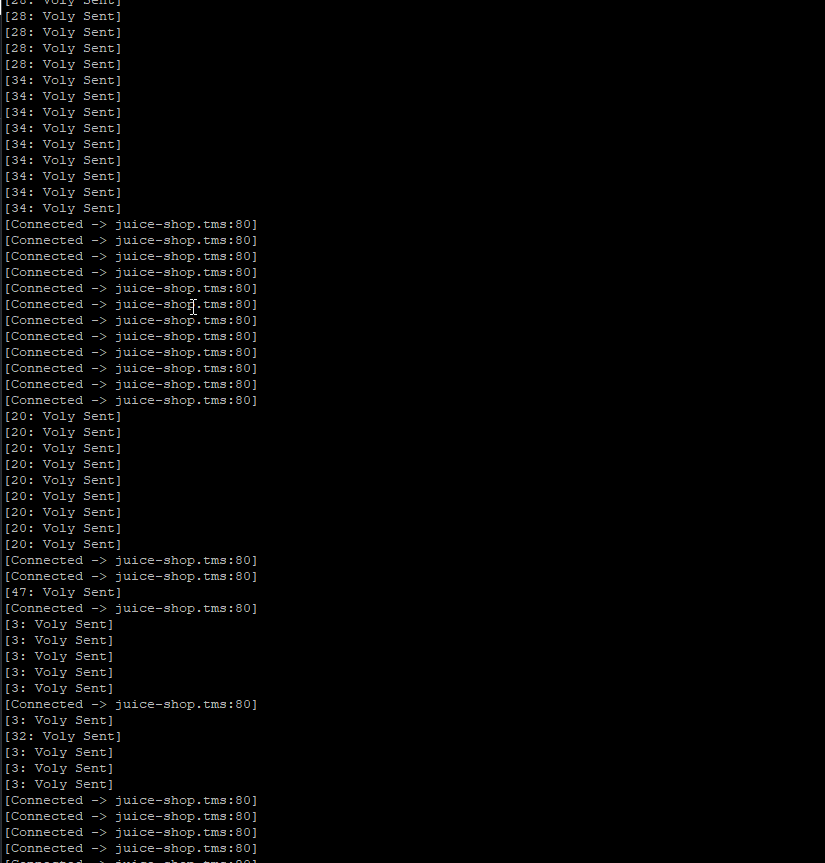 [28: Voly Sent]
[28: Voly Sent]
[28: Voly Sent]
[28: Voly Sent]
[28: Voly Sent]
[34: Voly Sent]
[34: Voly Sent]
[34: Voly Sent]
[34: Voly Sent]
[34: Voly Sent]
[34: Voly Sent]
[34: Voly Sent]
[34: Voly Sent]
[34: Voly Sent]
[Connected -> juice-shop.tms:80]
[Connected -> juice-shop.tms:80]
[Connected -> juice-shop.tms:80]
[Connected -> juice-shop.tms:80]
[Connected -> juice-shop.tms:80]
[Connected -> juice-shop.tms:80]
[Connected -> juice-shop.tms:80]
[Connected -> juice-shop.tms:80]
[Connected -> juice-shop.tms:80]
[Connected -> juice-shop.tms:80]
[Connected -> juice-shop.tms:80]
[Connected -> juice-shop.tms:80]
[20: Voly Sent]
[20: Voly Sent]
[20: Voly Sent]
[20: Voly Sent]
[20: Voly Sent]
[20: Voly Sent]
[20: Voly Sent]
[20: Voly Sent]
[20: Voly Sent]
[Connected -> juice-shop.tms:80]
[Connected -> juice-shop.tms:80]
[47: Voly Sent]
[Connected -> juice-shop.tms:80]
[3: Voly Sent]
[3: Voly Sent]
[3: Voly Sent]
[3: Voly Sent]
[3: Voly Sent]
[Connected -> juice-shop.tms:80]
[3: Voly Sent]
[32: Voly Sent]
[3: Voly Sent]
[3: Voly Sent]
[3: Voly Sent]
[Connected -> juice-shop.tms:80]
[Connected -> juice-shop.tms:80]
[Connected -> juice-shop.tms:80]
[Connected -> juice-shop.tms:80]